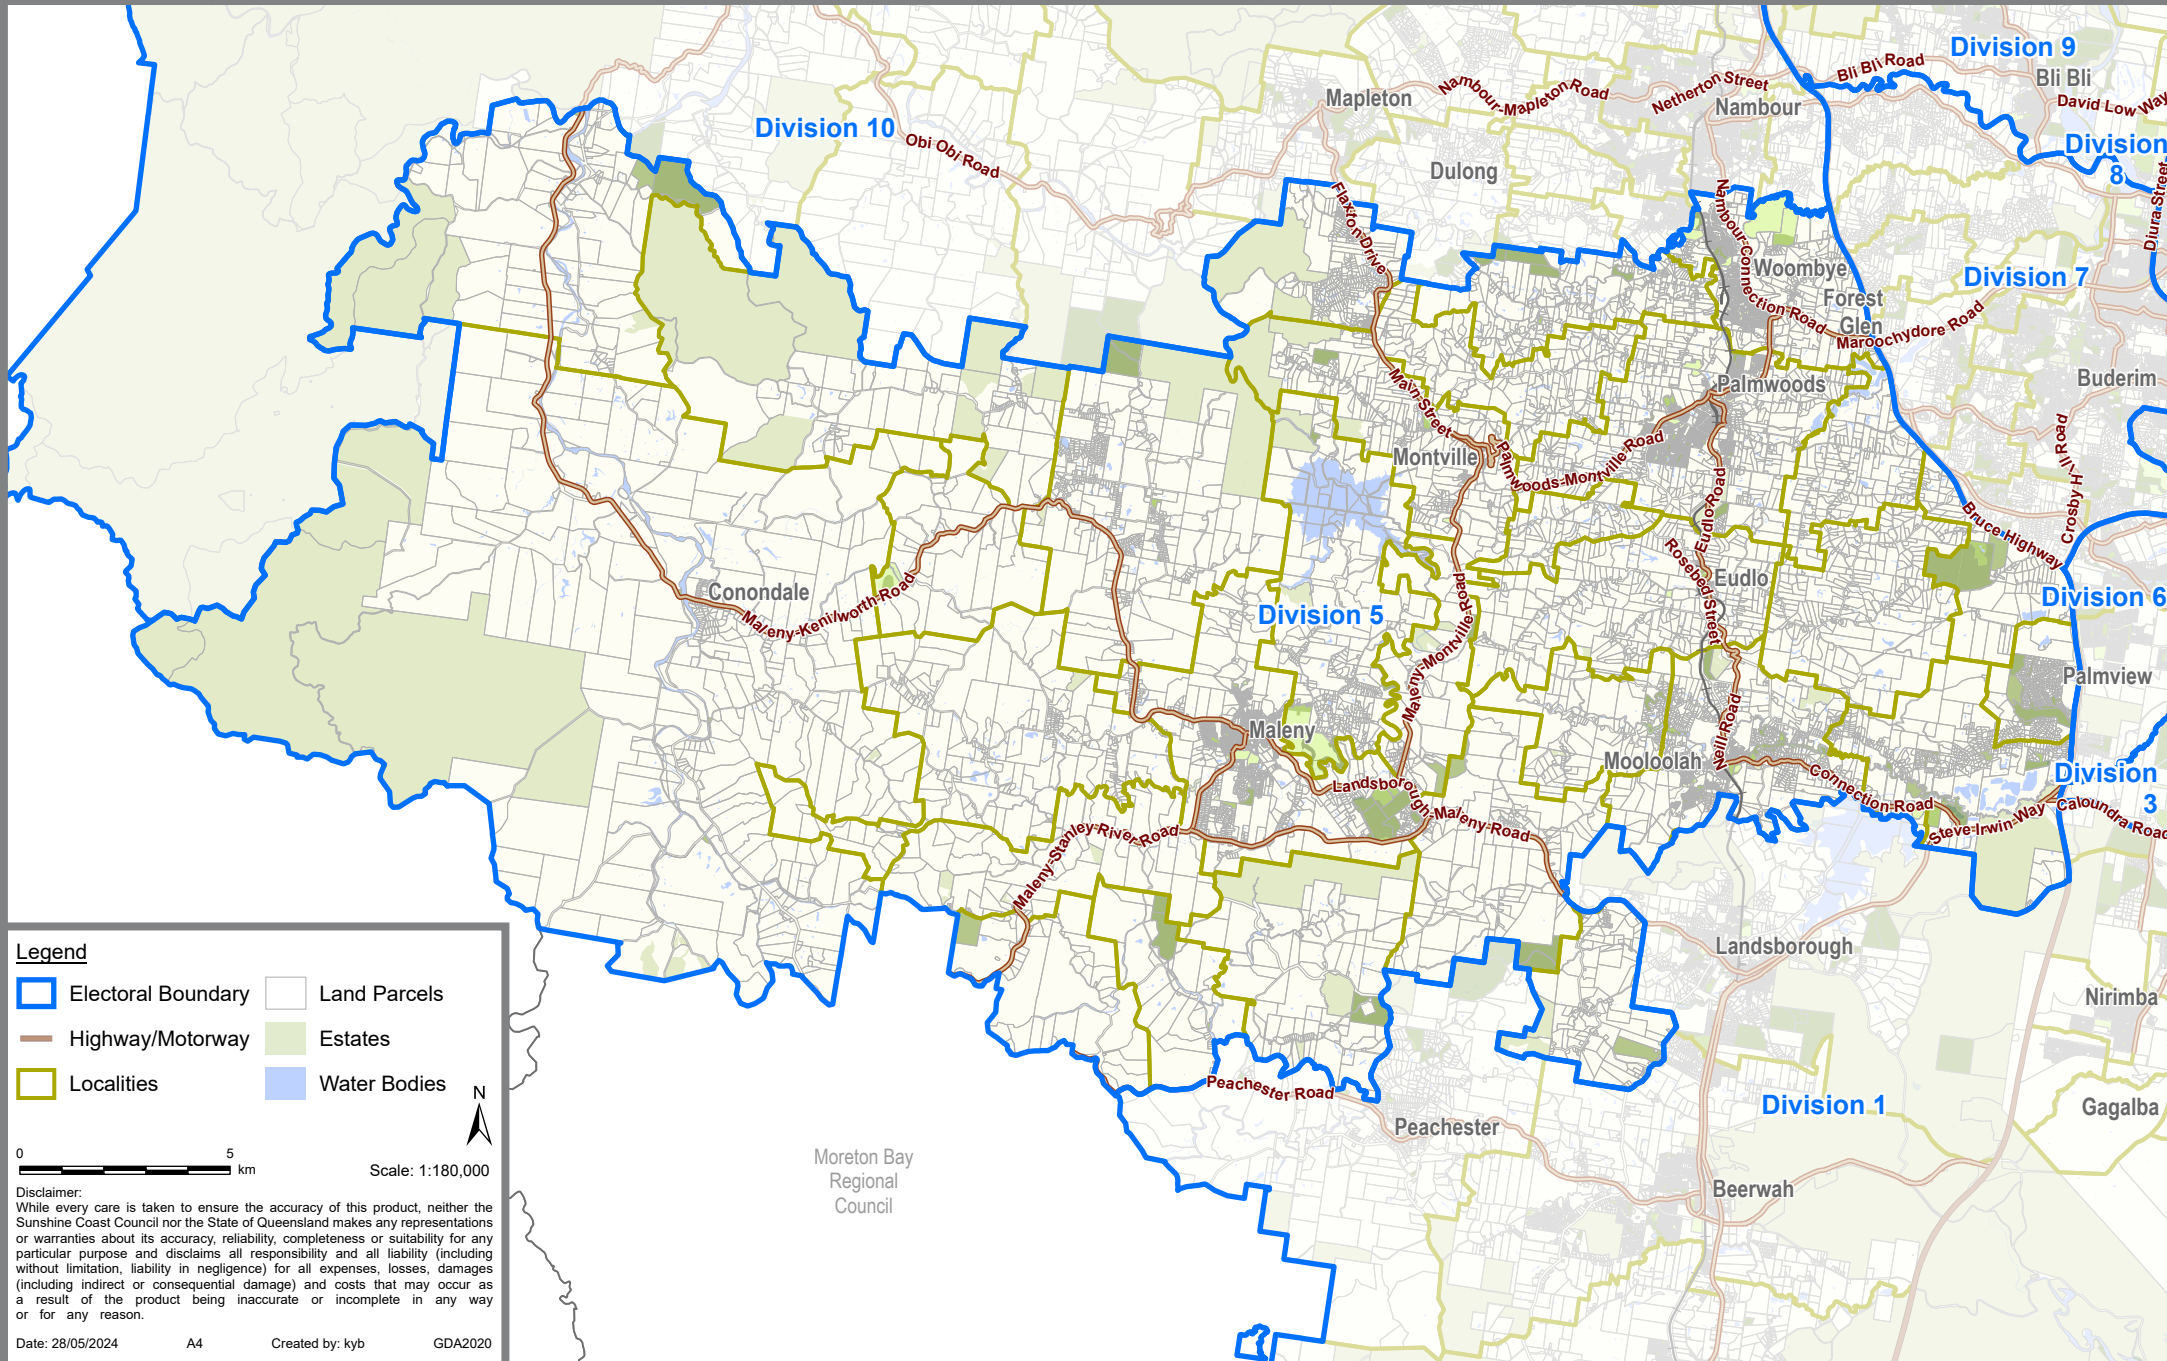 Division 9
Bli Bli Road
Bli Bli
Nambour-Mapleton Road
Netherton Street
Mapleton
Nambour
David Low Way
Division 10
Obi Obi Road
Dulong
Division
8
Diura Street
Flaxton Drive
Nambour Connection Road
Woombye
Division 7
Forest
Glen
Maroochydore Road
Main Street
Palmwoods
Buderim
Montville
Palmwoods-Montville Road
Crosby Hill Road
Eudlo Road
Bruce Highway
Rosebed Street
Eudlo
Conondale
Maleny-Kenilworth Road
Division 5
Maleny-Montville Road
Division 6
Palmview
Maleny
Neill Road
Mooloolah
Landsborough-Maleny Road
Connection Road
Division
3
Steve Irwin Way
Caloundra Road
Maleny-Stanley River Road
Landsborough
Nirimba
Peachester Road
Division 1
Gagalba
Peachester
Moreton Bay
Regional
Council
Beerwah
Legend
Electoral Boundary
Land Parcels
Highway/Motorway
Estates
Localities
Water Bodies
N
0 5
km
Scale: 1:180,000
Disclaimer:
While every care is taken to ensure the accuracy of this product, neither the
Sunshine Coast Council nor the State of Queensland makes any representations
or warranties about its accuracy, reliability, completeness or suitability for any
particular purpose and disclaims all responsibility and all liability (including
without limitation, liability in negligence) for all expenses, losses, damages
(including indirect or consequential damage) and costs that may occur as
a result of the product being inaccurate or incomplete in any way
or for any reason.
Date: 28/05/2024 A4 Created by: kyb GDA2020